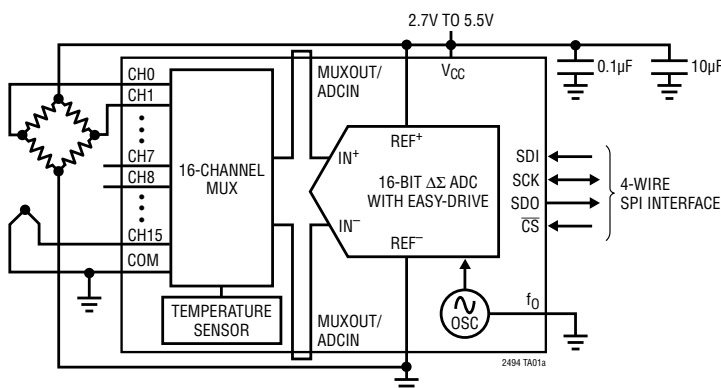 2.7V TO 5.5V
0.1µF
10µF
CH0
CH1
CH7
CH8
CH15
COM
16-CHANNEL
MUX
TEMPERATURE
SENSOR
MUXOUT/
ADCIN
VCC
REF+
IN+
16-BIT ΔΣ ADC
WITH EASY-DRIVE
IN−
REF−
MUXOUT/
ADCIN
SDI
SCK
SDO
C̅S̅
4-WIRE
SPI INTERFACE
fO
OSC
2494 TA01a